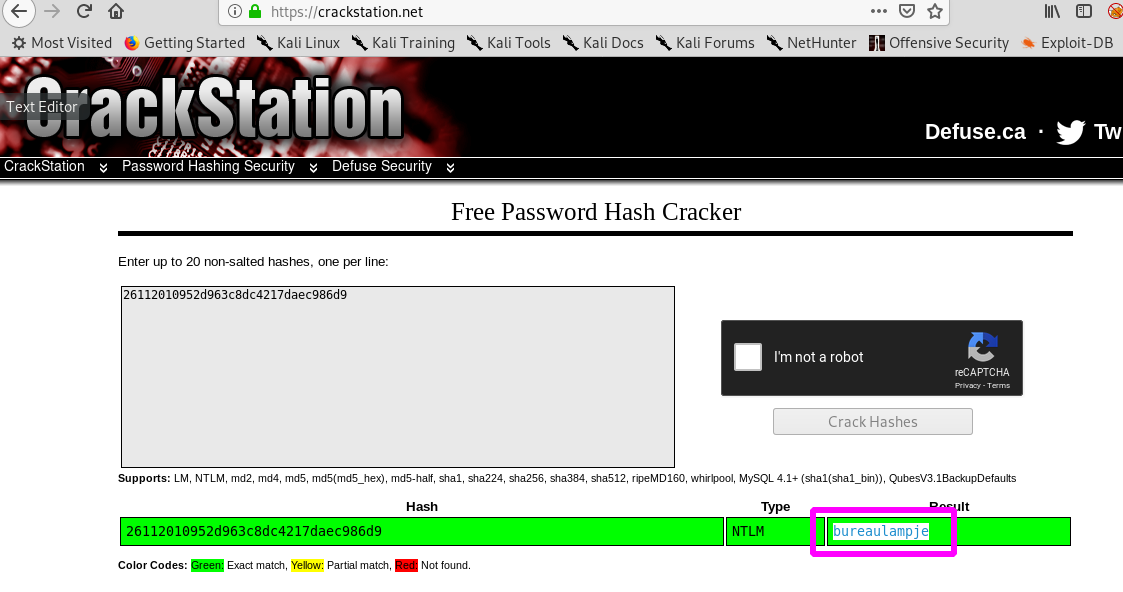 https://crackstation.net
Most Visited Getting Started Kali Linux Kali Training Kali Tools Kali Docs Kali Forums NetHunter Offensive Security Exploit-DB
CrackStation
Text Editor
Defuse.ca · Tw
CrackStation Password Hashing Security Defuse Security
Free Password Hash Cracker
Enter up to 20 non-salted hashes, one per line:
26112010952d963c8dc4217daec986d9
I'm not a robot
reCAPTCHA
Privacy - Terms
Crack Hashes
Supports: LM, NTLM, md2, md4, md5, md5(md5_hex), md5-half, sha1, sha224, sha256, sha384, sha512, ripeMD160, whirlpool, MySQL 4.1+ (sha1(sha1_bin)), QubesV3.1BackupDefaults
Hash Type Result
26112010952d963c8dc4217daec986d9 NTLM bureaulampje
Color Codes: Green: Exact match, Yellow: Partial match, Red: Not found.